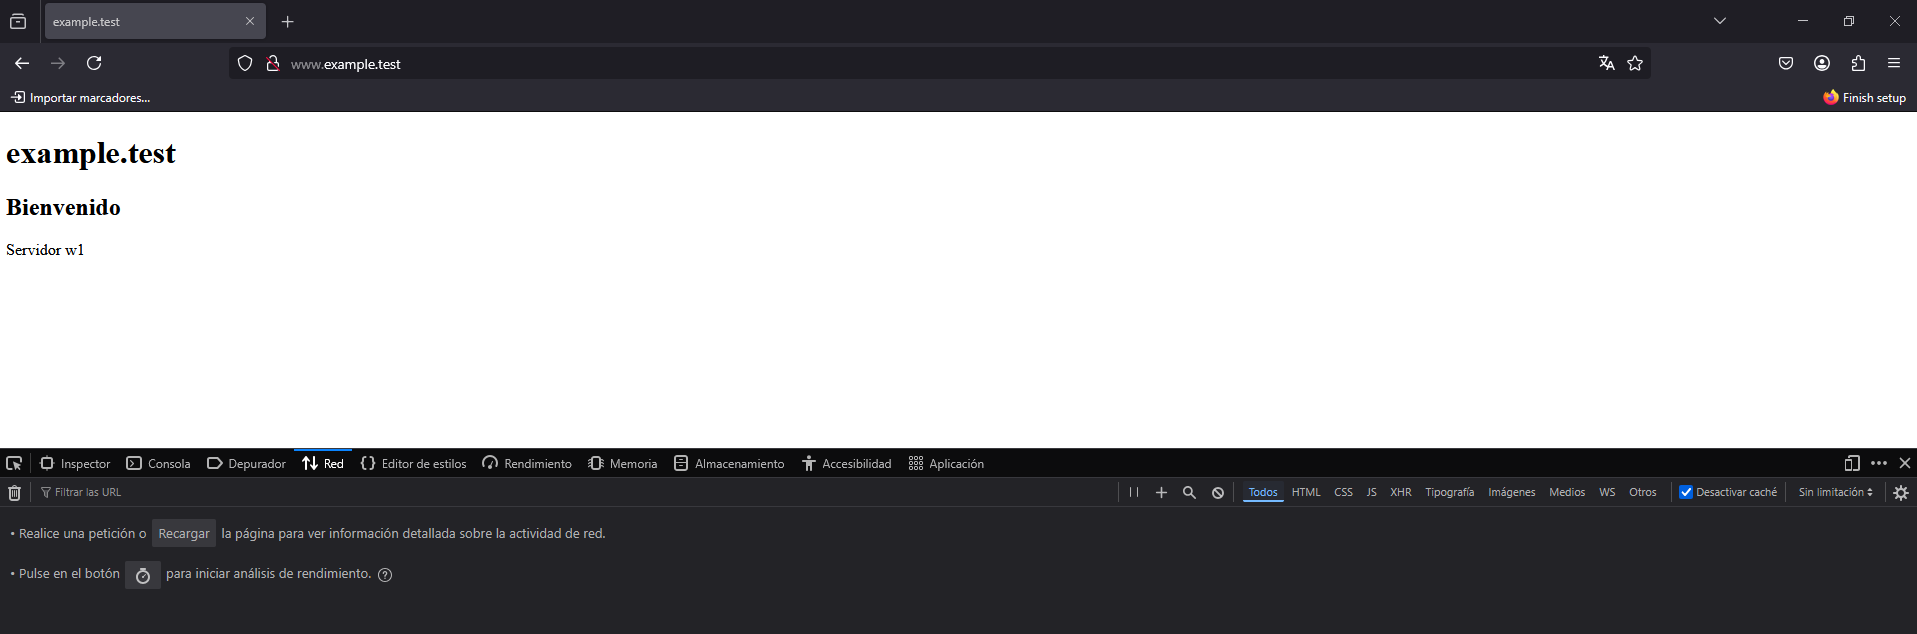 example.test
www.example.test
Importar marcadores...
Finish setup
example.test
Bienvenido
Servidor w1
Inspector Consola Depurador Red Editor de estilos Rendimiento Memoria Almacenamiento Accesibilidad Aplicación
Filtrar las URL Todos HTML CSS JS XHR Tipografía Imágenes Medios WS Otros Desactivar caché Sin limitación
• Realice una petición o Recargar la página para ver información detallada sobre la actividad de red.
• Pulse en el botón para iniciar análisis de rendimiento. ?